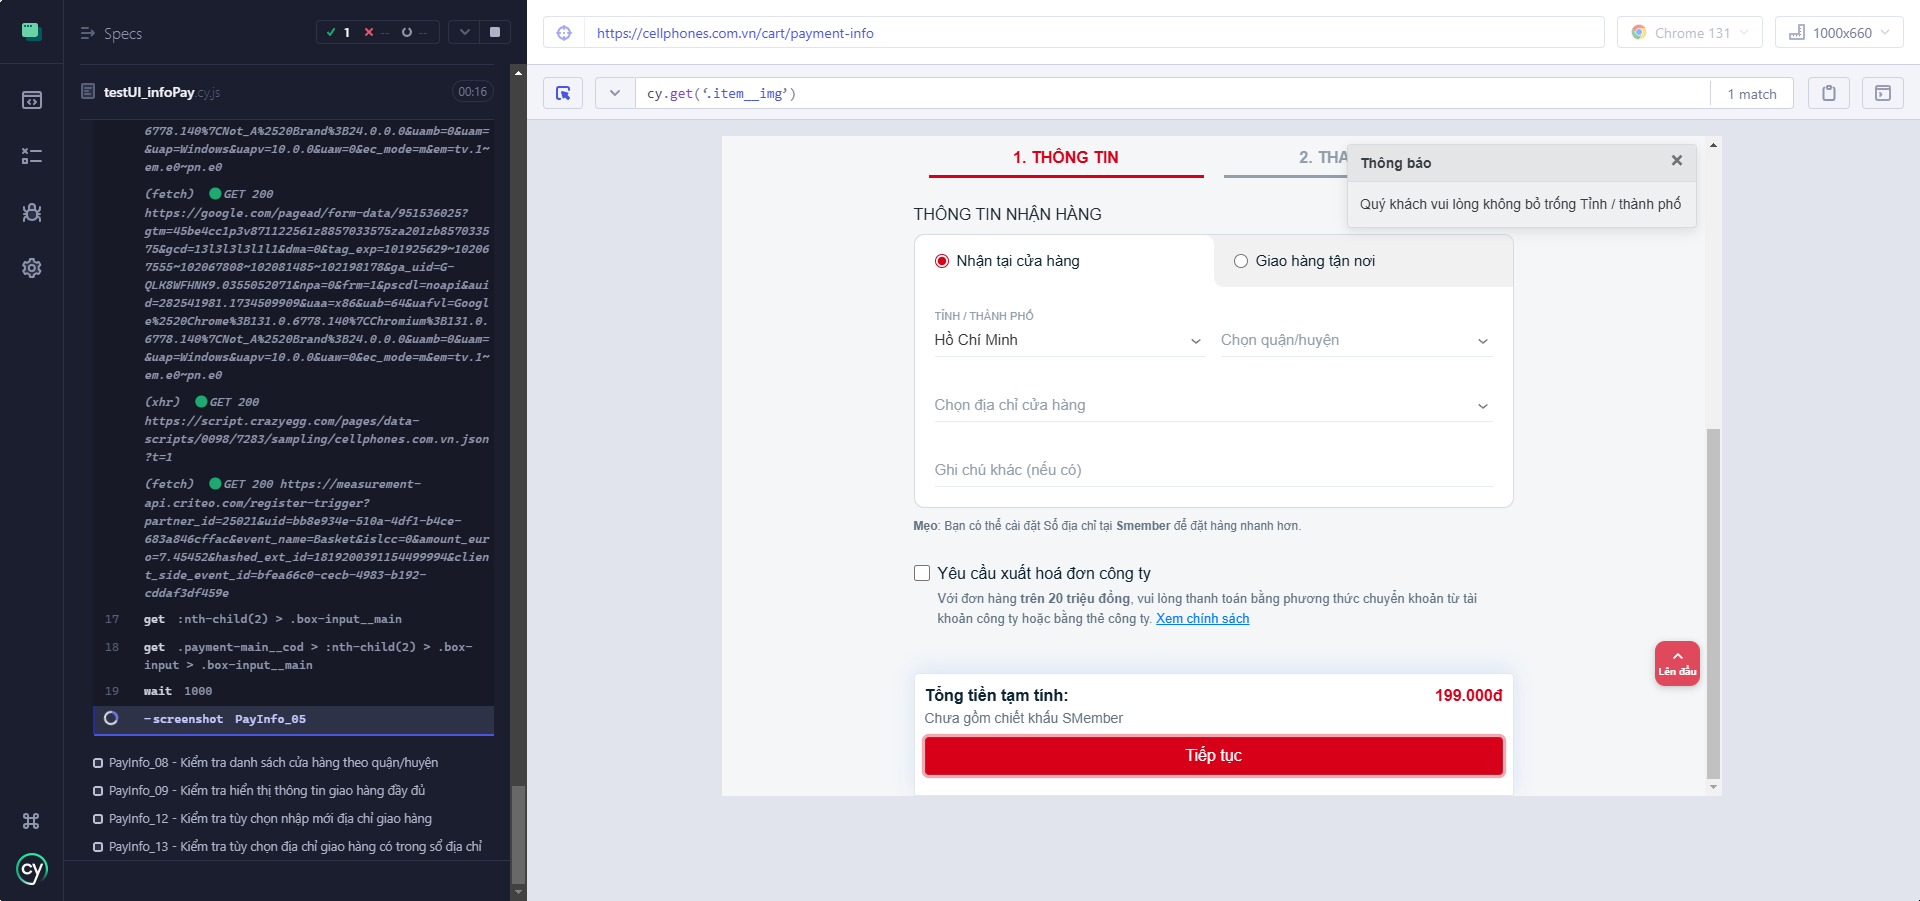 Specs
1
--
--
testUI_infoPay.cy.js
00:16
6778.140%7CNot_A%2520Brand%3B24.0.0.0&uamb=0&uam=
&uap=Windows&uapv=10.0.0&uaw=0&ec_mode=m&em=tv.1~
em.e0~pn.e0
(fetch) GET 200
https://google.com/pagead/form-data/951536025?
gtm=45be4cc1p3v871122561z8857033575za201zb8570335
75&gcd=13l3l3l3l1l1&dma=0&tag_exp=101925629~10206
7555~102067808~102081485~102198178&ga_uid=G-
QLK8WFHNK9.0355052071&npa=0&frm=1&pscdl=noapi&aui
d=282541981.1734509909&uaa=x86&uab=64&uafvl=Googl
e%2520Chrome%3B131.0.6778.140%7CChromium%3B131.0.
6778.140%7CNot_A%2520Brand%3B24.0.0.0&uamb=0&uam=
&uap=Windows&uapv=10.0.0&uaw=0&ec_mode=m&em=tv.1~
em.e0~pn.e0
(xhr) GET 200
https://script.crazyegg.com/pages/data-
scripts/0098/7283/sampling/cellphones.com.vn.json
?t=1
(fetch) GET 200 https://measurement-
api.criteo.com/register-trigger?
partner_id=25021&uid=bb8e934e-510a-4df1-b4ce-
683a846cffac&event_name=Basket&islcc=0&amount_eur
o=7.45452&hashed_ext_id=1819200391154499994&clien
t_side_event_id=bfea66c0-cecb-4983-b192-
cddaf3df459e
17 get :nth-child(2) > .box-input__main
18 get .payment-main__cod > :nth-child(2) > .box-
input > .box-input__main
19 wait 1000
-screenshot PayInfo_05
PayInfo_08 - Kiểm tra danh sách cửa hàng theo quận/huyện
PayInfo_09 - Kiểm tra hiển thị thông tin giao hàng đầy đủ
PayInfo_12 - Kiểm tra tùy chọn nhập mới địa chỉ giao hàng
PayInfo_13 - Kiểm tra tùy chọn địa chỉ giao hàng có trong sổ địa chỉ
cy
https://cellphones.com.vn/cart/payment-info
Chrome 131
1000x660
cy.get(‘.item__img’)
1 match
1. THÔNG TIN
2. THA
Thông báo
Quý khách vui lòng không bỏ trống Tỉnh / thành phố
THÔNG TIN NHẬN HÀNG
Nhận tại cửa hàng
Giao hàng tận nơi
TỈNH / THÀNH PHỐ
Hồ Chí Minh
Chọn quận/huyện
Chọn địa chỉ cửa hàng
Ghi chú khác (nếu có)
Mẹo: Bạn có thể cài đặt Sổ địa chỉ tại Smember để đặt hàng nhanh hơn.
Yêu cầu xuất hoá đơn công ty
Với đơn hàng trên 20 triệu đồng, vui lòng thanh toán bằng phương thức chuyển khoản từ tài
khoản công ty hoặc bằng thẻ công ty. Xem chính sách
Lên đầu
Tổng tiền tạm tính:
199.000đ
Chưa gồm chiết khấu SMember
Tiếp tục